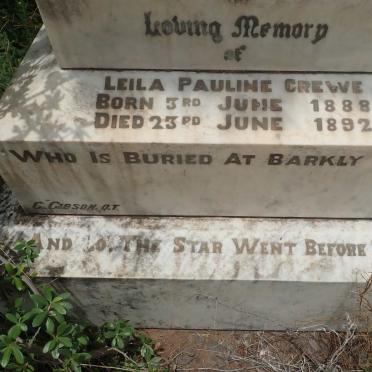 Loving Memory
of
LEILA PAULINE CREWE
BORN 3RD JUNE 1888
DIED 23RD JUNE 1892
WHO IS BURIED AT BARKLY
G. GIBSON. Q.T.
AND LO, THE STAR WENT BEFORE